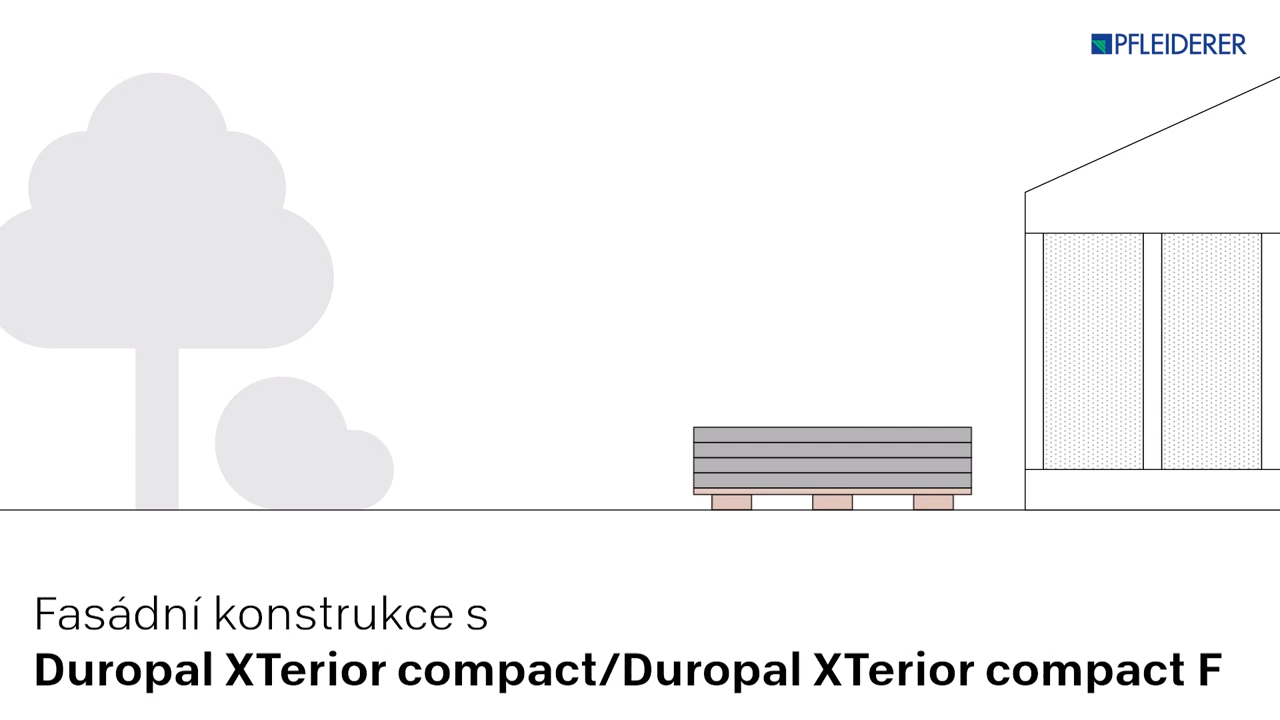 PFLEIDERER
Fasádní konstrukce s
Duropal XTerior compact/Duropal XTerior compact F